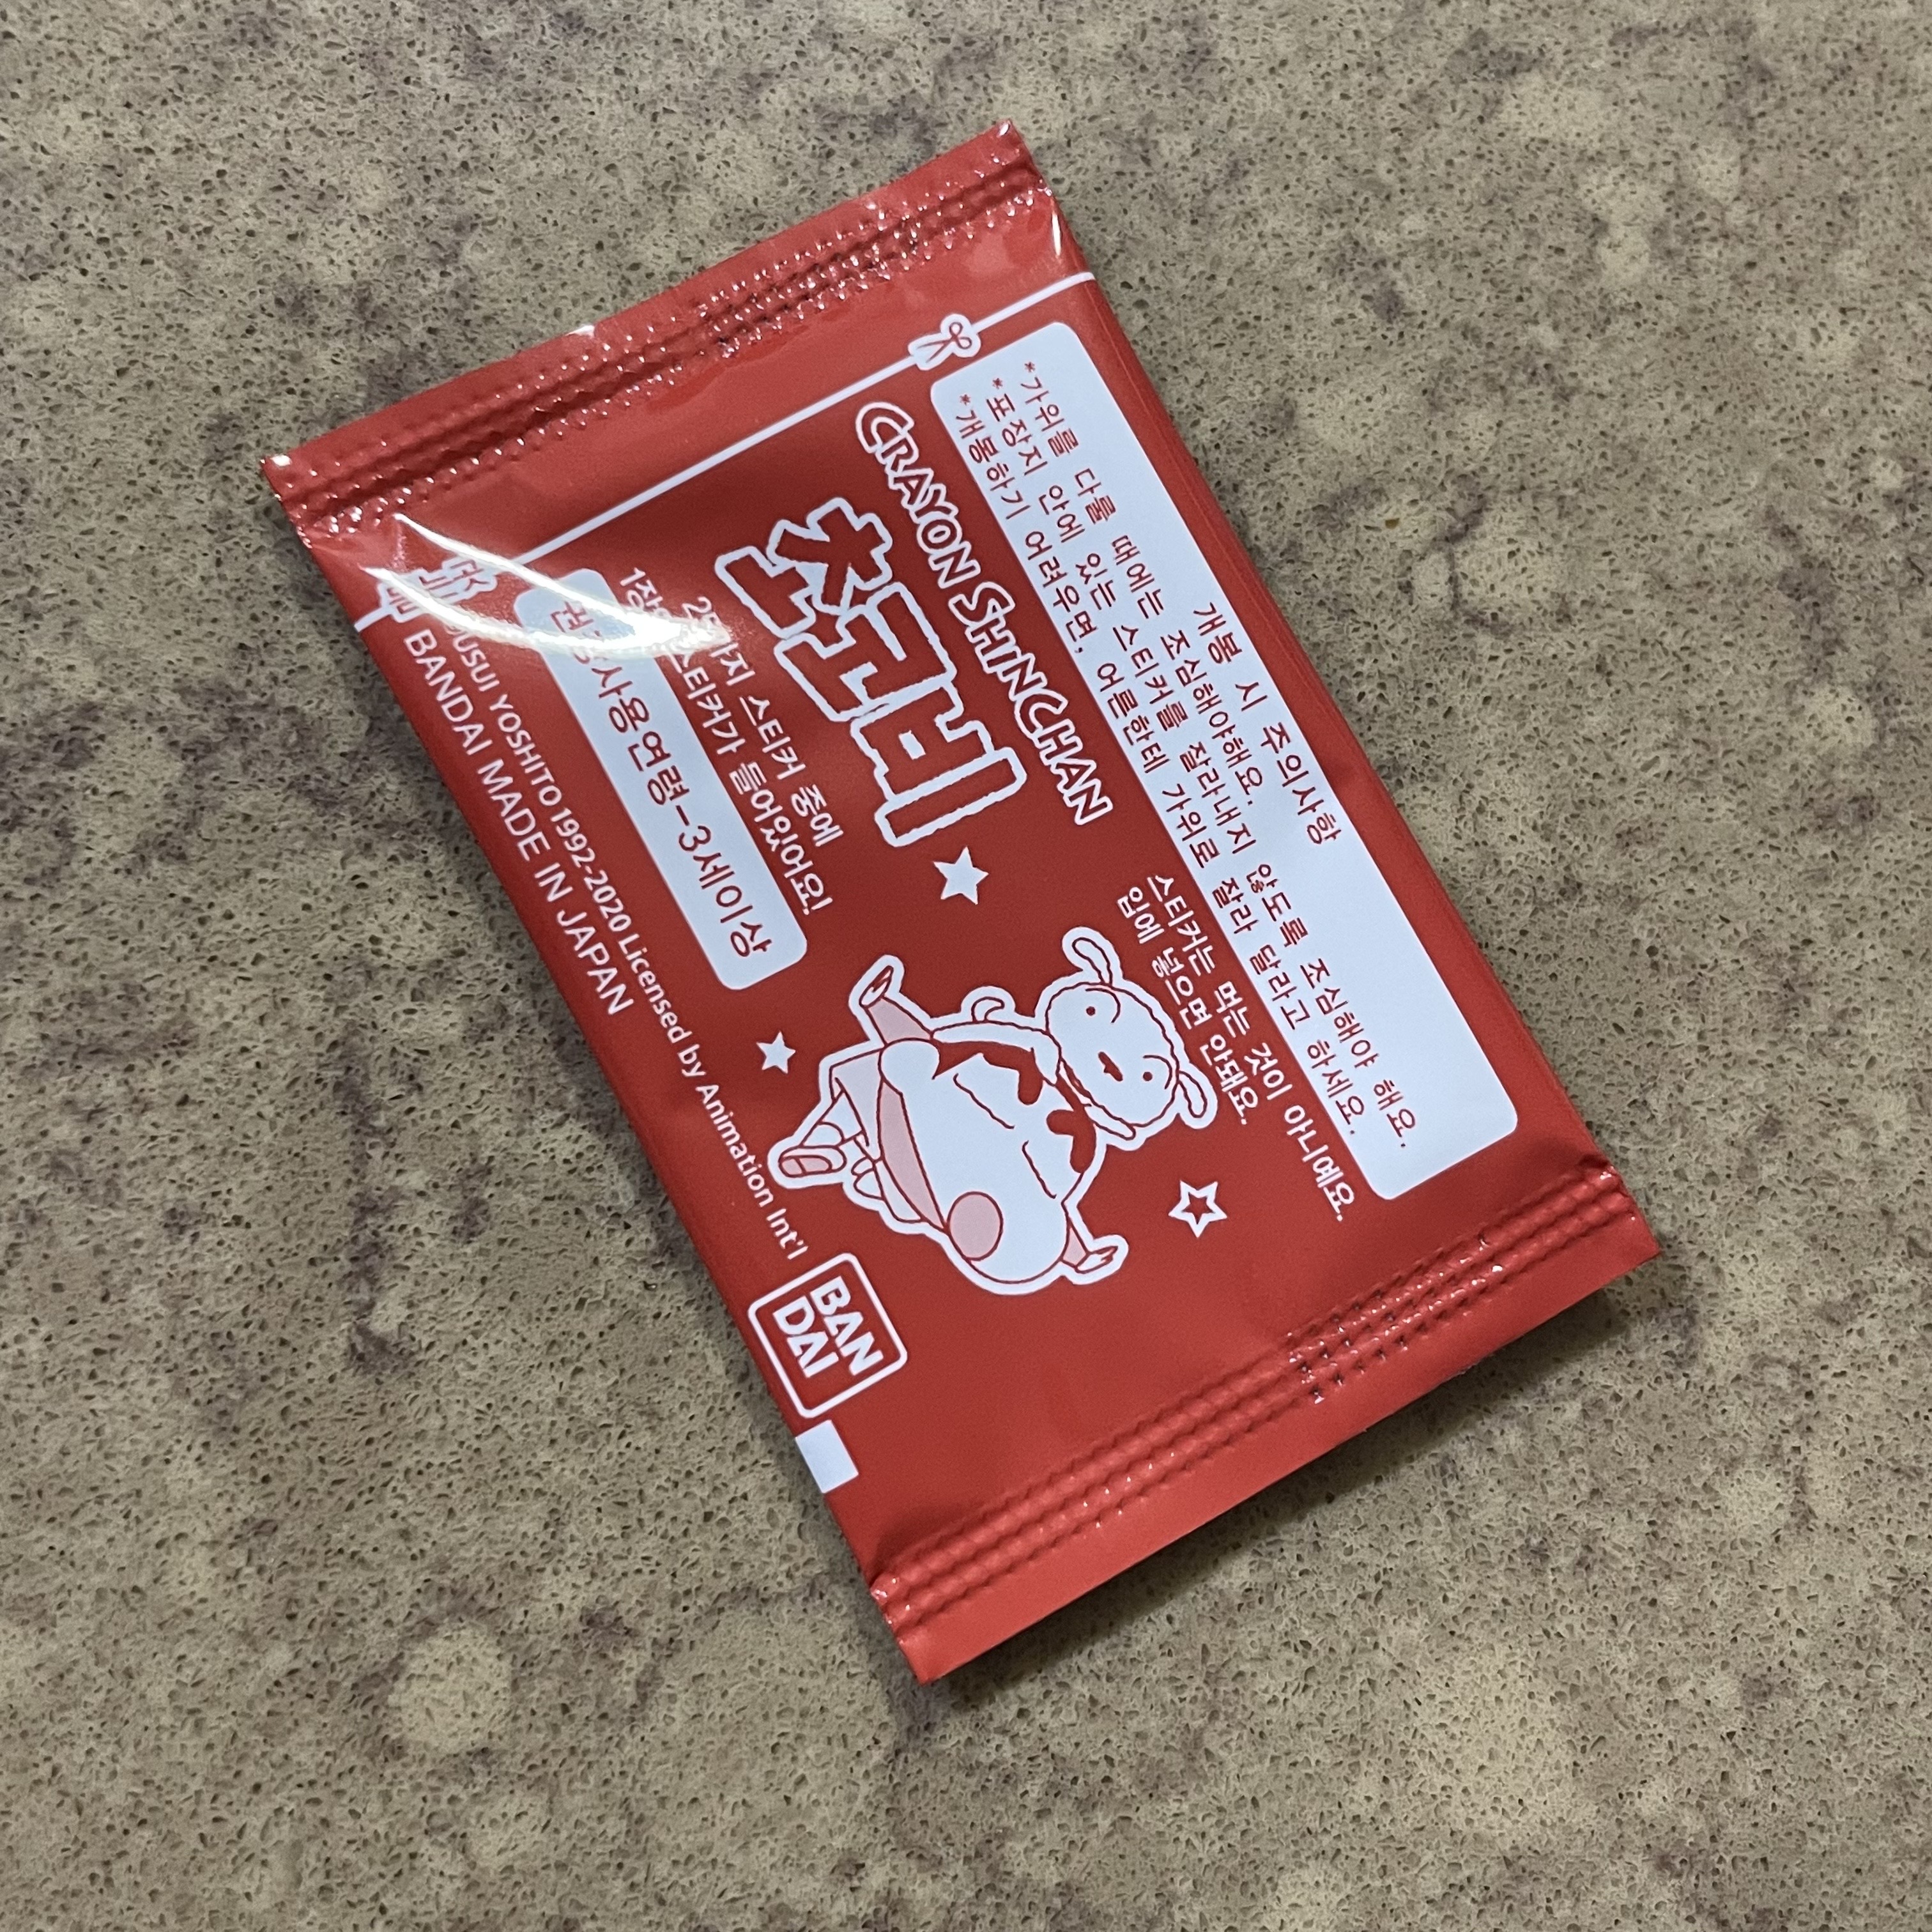 개봉 시 주의사항
*가위를 다룰 때에는 조심해야해요.
*포장지 안에 있는 스티커를 잘라내지 않도록 조심해야 해요.
*개봉하기 어려우면, 어른한테 가위로 잘라 달라고 하세요.
CRAYON SHINCHAN
초코비
스티커는 먹는 것이 아니예요.
입에 넣으면 안돼요.
스티커 중에
스티커가 들어있어요!
사용연령-3세이상
YOSHITO 1992-2020 Licensed by Animation Int'l
BANDAI MADE IN JAPAN
BAN
DAI